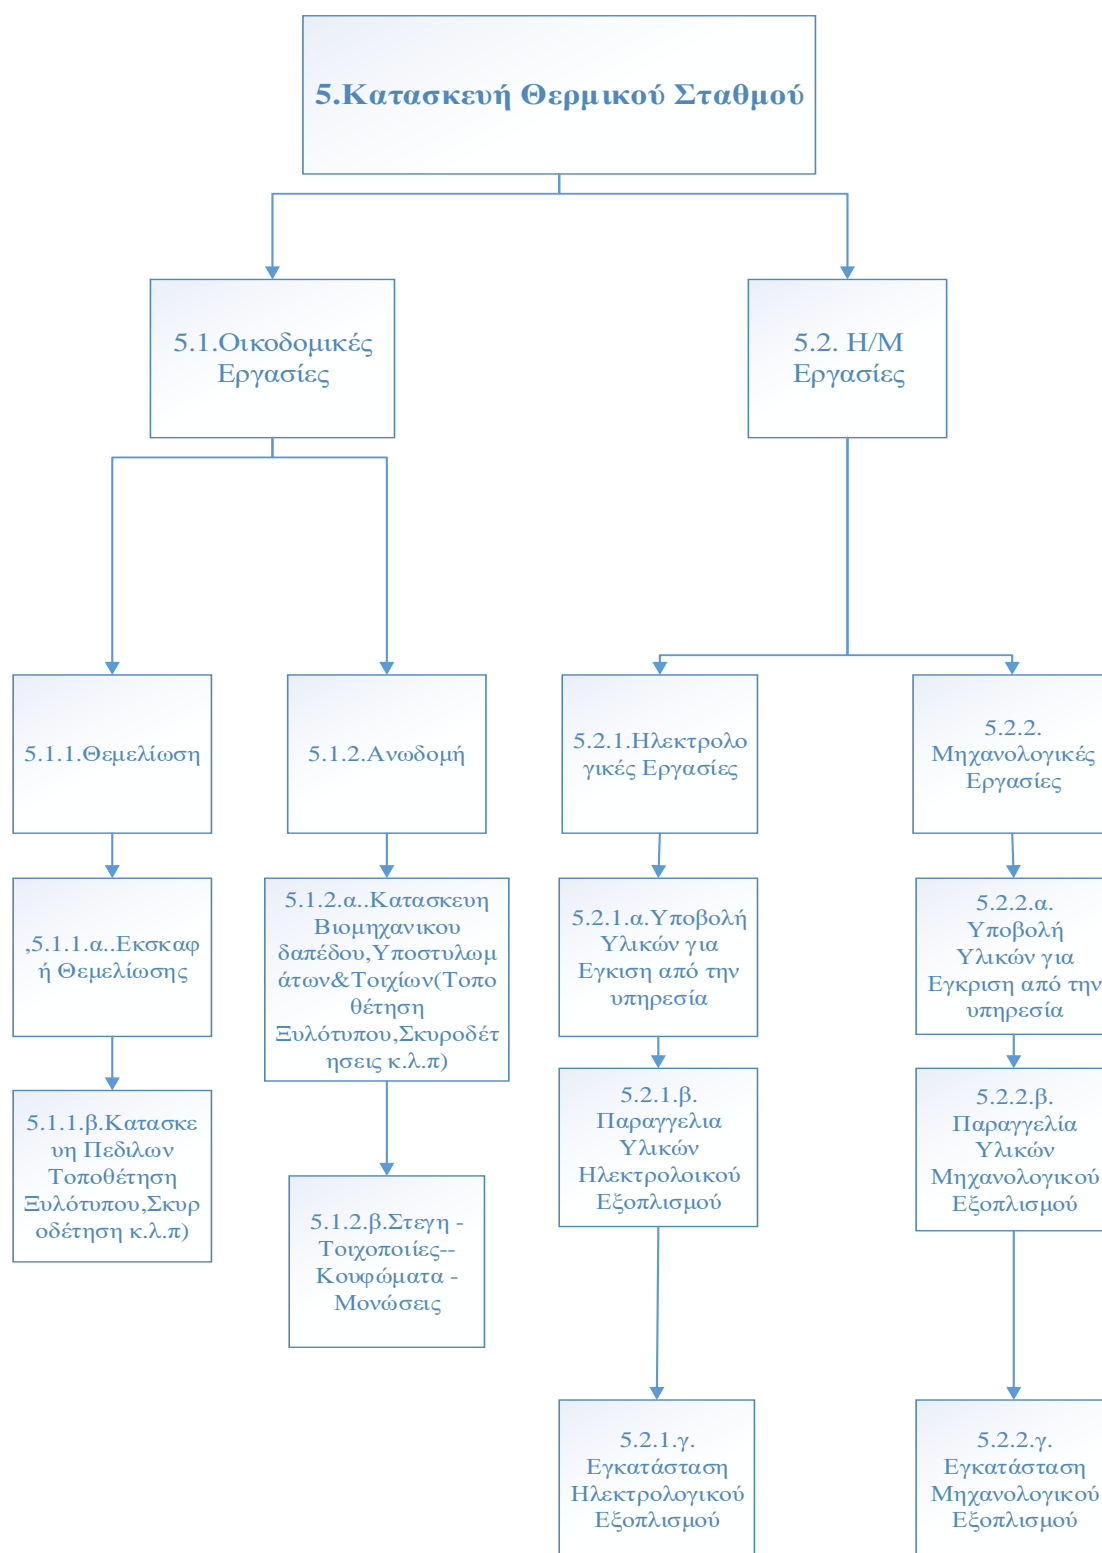 5.Κατασκευή Θερμικού Σταθμού
5.1.Οικοδομικές
Εργασίες
5.2. Η/Μ
Εργασίες
5.1.1.Θεμελίωση
5.1.2.Ανωδομή
5.2.1.Ηλεκτρολο
γικές Εργασίες
5.2.2.
Μηχανολογικές
Εργασίες
,5.1.1.α..Εκσκαφ
ή Θεμελίωσης
5.1.2.α..Κατασκευη
Βιομηχανικου
δαπέδου,Υποστυλωμ
άτων&Τοιχίων(Τοπο
θέτηση
Ξυλότυπου,Σκυροδέτ
ησεις κ.λ.π)
5.2.1.α.Υποβολή
Υλικών για
Εγκιση από την
υπηρεσία
5.2.2.α.
Υποβολή
Υλικών για
Εγκριση από την
υπηρεσία
5.1.1.β.Κατασκε
υη Πεδιλων
Τοποθέτηση
Ξυλότυπου,Σκυρ
οδέτηση κ.λ.π)
5.1.2.β.Στεγη -
Τοιχοποιίες--
Κουφώματα -
Μονώσεις
5.2.1.β.
Παραγγελια
Υλικών
Ηλεκτρολοικού
Εξοπλισμού
5.2.2.β.
Παραγγελία
Υλικών
Μηχανολογικού
Εξοπλισμού
5.2.1.γ.
Εγκατάσταση
Ηλεκτρολογικού
Εξοπλισμού
5.2.2.γ.
Εγκατάσταση
Μηχανολογικού
Εξοπλισμού